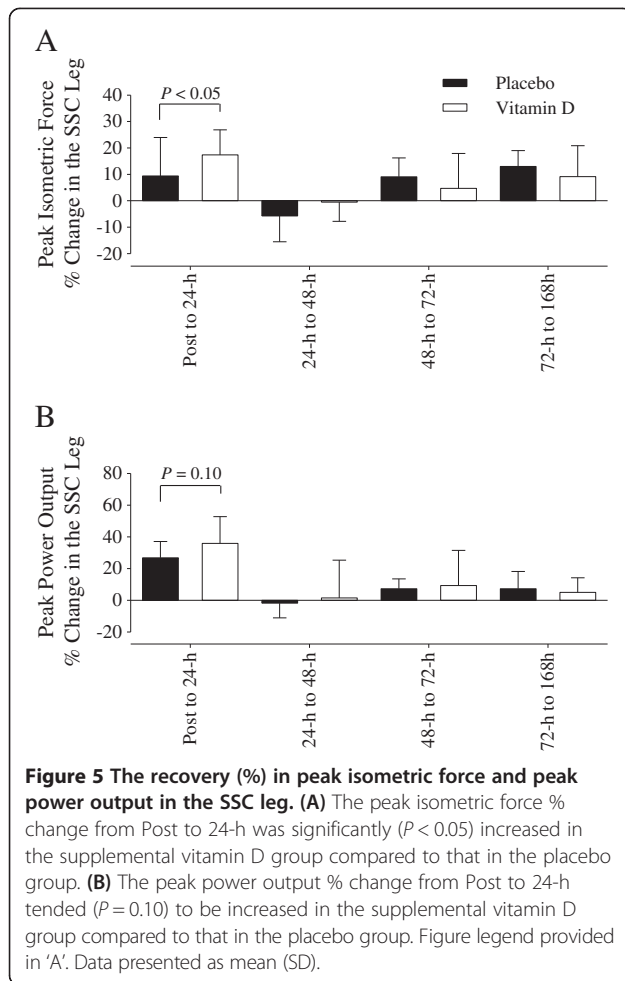 A
Peak Isometric Force
% Change in the SSC Leg
40
30
20
10
0
-10
-20
P < 0.05
Placebo
Vitamin D
Post to 24-h
24-h to 48-h
48-h to 72-h
72-h to 168h
B
Peak Power Output
% Change in the SSC Leg
80
60
40
20
0
-20
P = 0.10
Post to 24-h
24-h to 48-h
48-h to 72-h
72-h to 168h
Figure 5 The recovery (%) in peak isometric force and peak
power output in the SSC leg. (A) The peak isometric force %
change from Post to 24-h was significantly (P < 0.05) increased in
the supplemental vitamin D group compared to that in the placebo
group. (B) The peak power output % change from Post to 24-h
tended (P = 0.10) to be increased in the supplemental vitamin D
group compared to that in the placebo group. Figure legend provided
in ‘A’. Data presented as mean (SD).